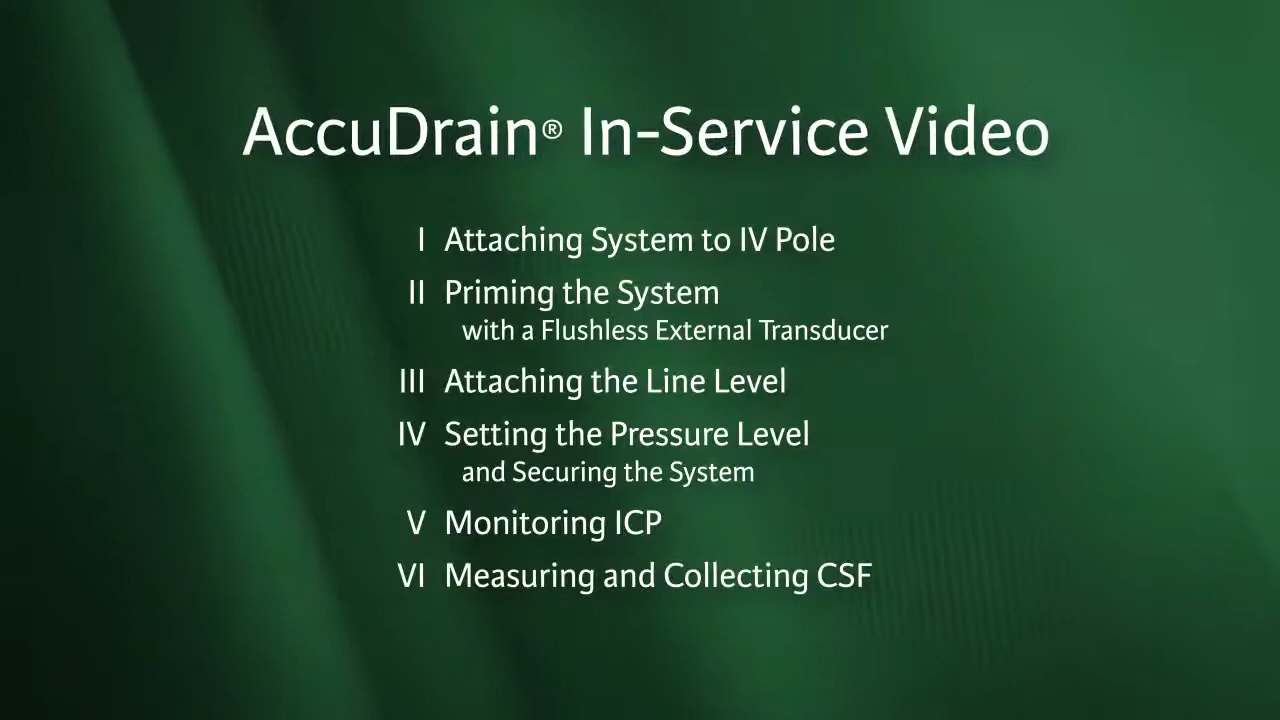 AccuDrain® In-Service Video
I Attaching System to IV Pole
II Priming the System
with a Flushless External Transducer
III Attaching the Line Level
IV Setting the Pressure Level
and Securing the System
V Monitoring ICP
VI Measuring and Collecting CSF